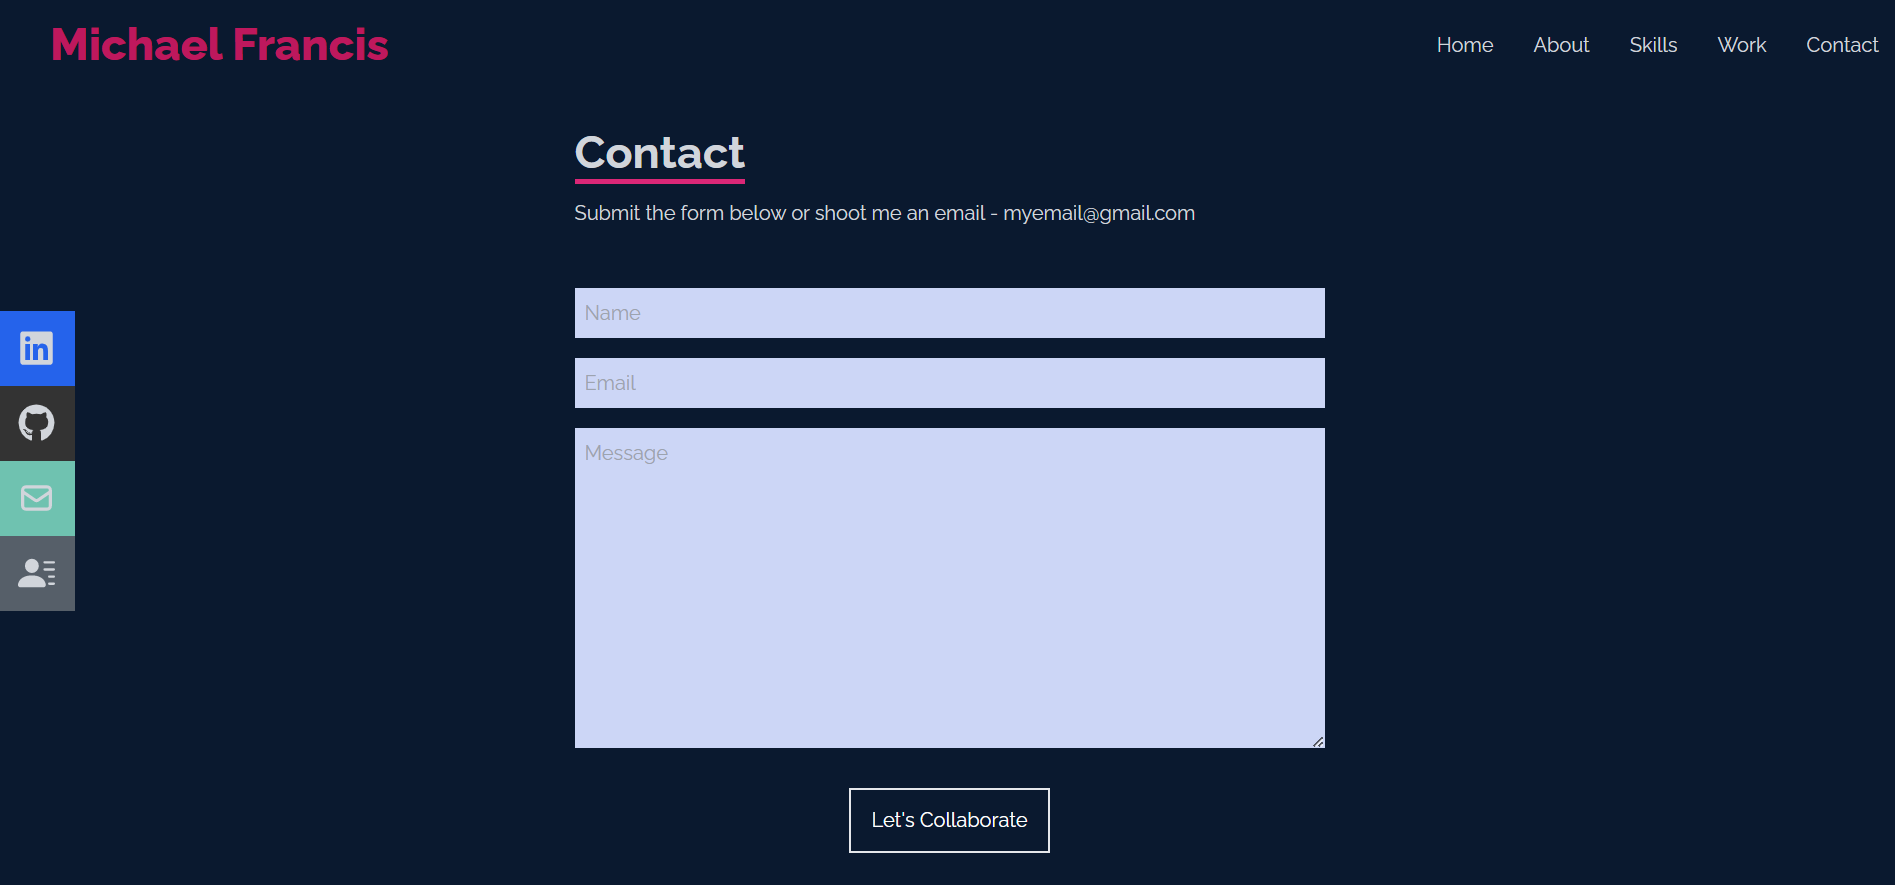 Michael Francis
Home
About
Skills
Work
Contact
Contact
Submit the form below or shoot me an email - myemail@gmail.com
Name
Email
Message
in
Let's Collaborate